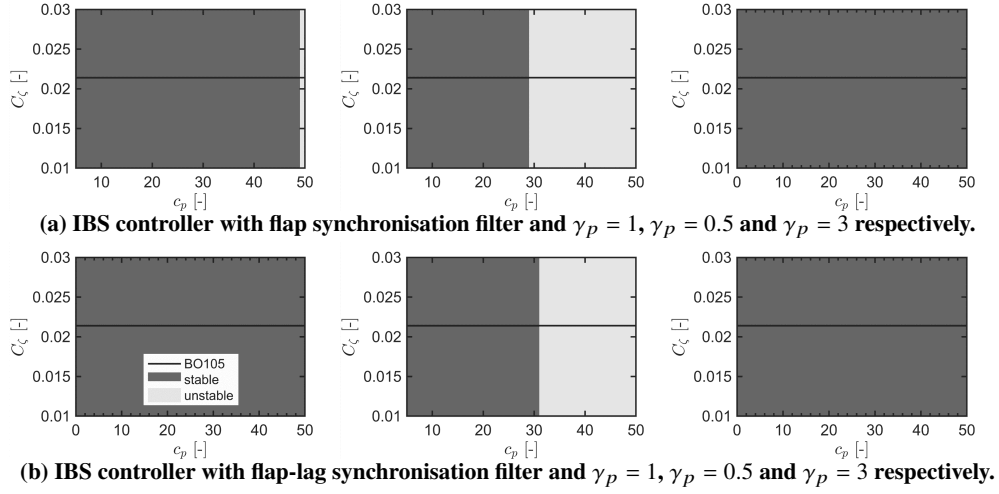 0.03 0.03 0.03
0.025 0.025 0.025
C_ζ [-] 0.02 C_ζ [-] 0.02 C_ζ [-] 0.02
0.015 0.015 0.015
0.01 0.01 0.01
10 20 30 40 50 10 20 30 40 50 0 10 20 30 40 50
c_p [-] c_p [-] c_p [-]
(a) IBS controller with flap synchronisation filter and γ_p = 1, γ_p = 0.5 and γ_p = 3 respectively.
0.03 0.03 0.03
0.025 0.025 0.025
C_ζ [-] 0.02 C_ζ [-] 0.02 C_ζ [-] 0.02
BO105
0.015 stable 0.015 0.015
unstable
0.01 0.01 0.01
0 10 20 30 40 50 10 20 30 40 50 0 10 20 30 40 50
c_p [-] c_p [-] c_p [-]
(b) IBS controller with flap-lag synchronisation filter and γ_p = 1, γ_p = 0.5 and γ_p = 3 respectively.